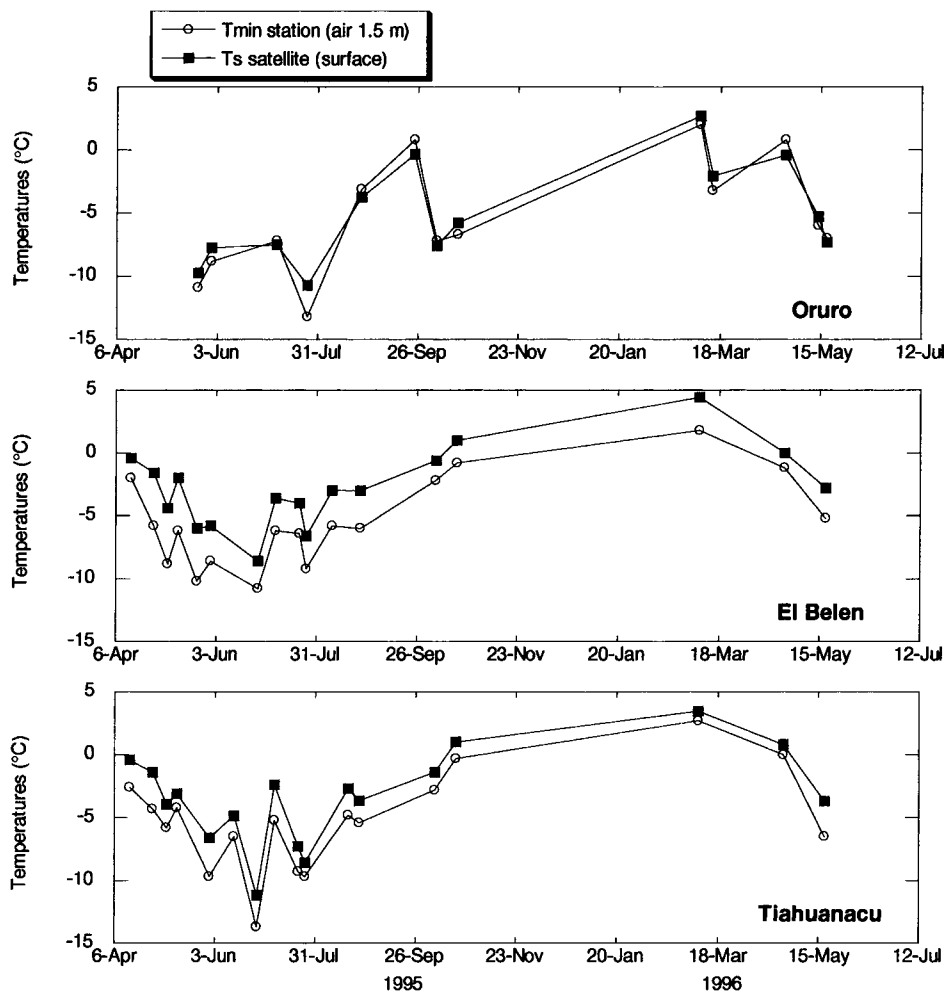 Tmin station (air 1.5 m)
Ts satellite (surface)
5
0
-5
-10
-15
Temperatures (°C)
Oruro
6-Apr 3-Jun 31-Jul 26-Sep 23-Nov 20-Jan 18-Mar 15-May 12-Jul
5
0
-5
-10
-15
Temperatures (°C)
El Belen
6-Apr 3-Jun 31-Jul 26-Sep 23-Nov 20-Jan 18-Mar 15-May 12-Jul
5
0
-5
-10
-15
Temperatures (°C)
Tiahuanacu
6-Apr 3-Jun 31-Jul 26-Sep 23-Nov 20-Jan 18-Mar 15-May 12-Jul
1995 1996